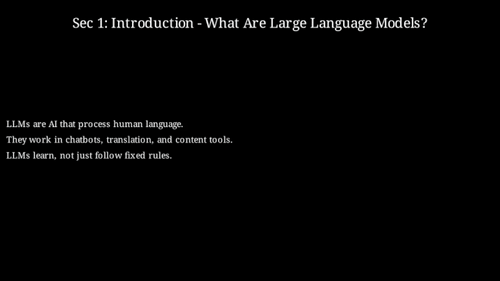 Sec 1: Introduction - What Are Large Language Models?
LLMs are AI that process human language.
They work in chatbots, translation, and content tools.
LLMs learn, not just follow fixed rules.